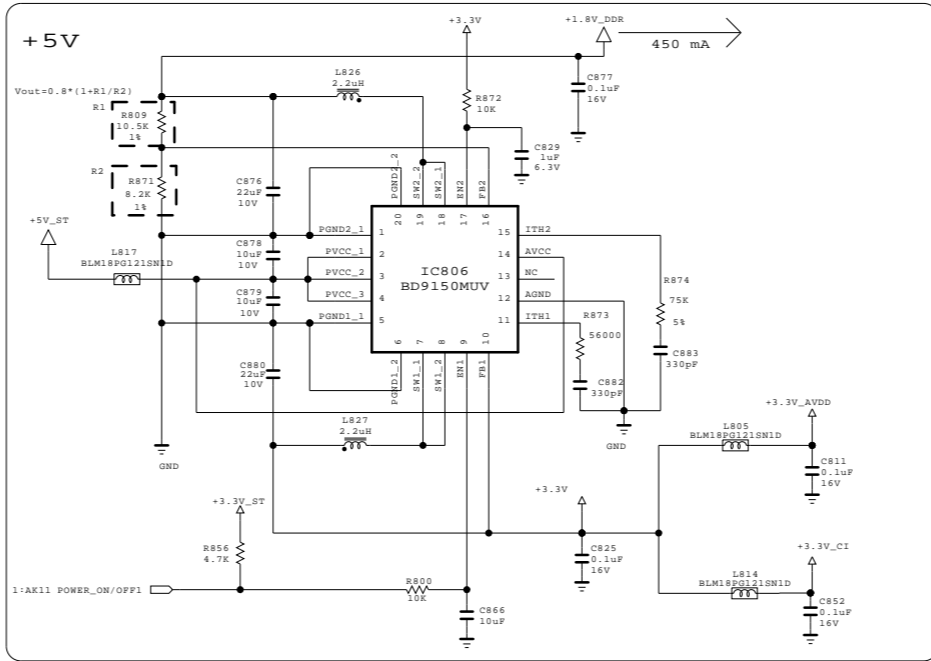 +5V
+3.3V
+1.8V_DDR
450 mA
L826
2.2uH
C877
0.1uF
16V
Vout=0.8*(1+R1/R2)
R1
R809
10.5K
1%
R872
10K
C829
1uF
6.3V
R2
R871
8.2K
1%
C876
22uF
10V
PGND2_2
SW2_2
SW2_1
EN2
FB2
20
19
18
17
16
+5V_ST
L817
BLM18PG121SN1D
C878
10uF
10V
C879
10uF
10V
C880
22uF
10V
PGND2_1
PVCC_1
PVCC_2
PVCC_3
PGND1_1
1
2
3
4
5
IC806
BD9150MUV
15
14
13
12
11
ITH2
AVCC
NC
AGND
ITH1
R874
75K
5%
R873
56000
C883
330pF
C882
330pF
6
7
8
9
10
PGND1_2
SW1_1
SW1_2
EN1
FB1
GND
GND
L827
2.2uH
+3.3V_AVDD
L805
BLM18PG121SN1D
C811
0.1uF
16V
+3.3V_ST
+3.3V
R856
4.7K
C825
0.1uF
16V
+3.3V_CI
L814
BLM18PG121SN1D
1:AK11 POWER_ON/OFF1
R800
10K
C866
10uF
C852
0.1uF
16V